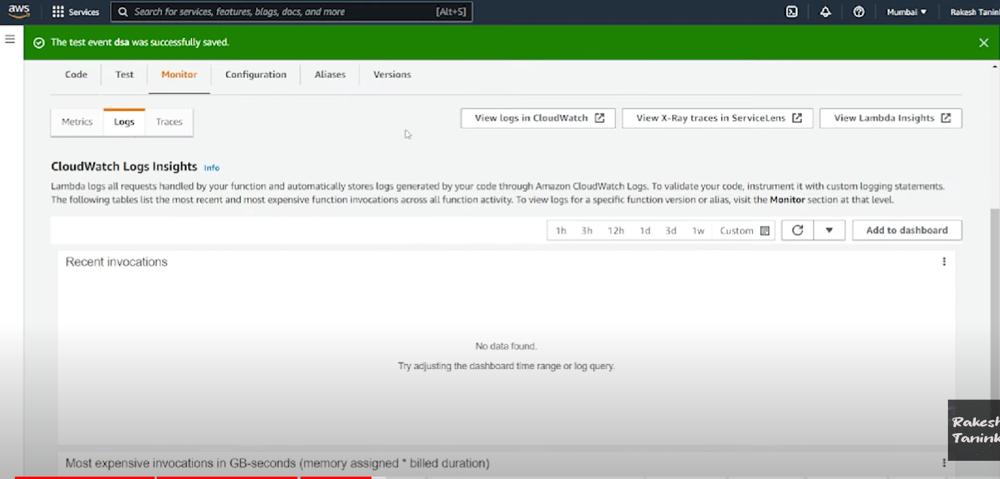 aws Services Search for services, features, blogs, docs, and more [Alt+S] Mumbai Rakesh Tanin
The test event dsa was successfully saved.
Code Test Monitor Configuration Aliases Versions
Metrics Logs Traces View logs in CloudWatch View X-Ray traces in ServiceLens View Lambda Insights
CloudWatch Logs Insights Info
Lambda logs all requests handled by your function and automatically stores logs generated by your code through Amazon CloudWatch Logs. To validate your code, instrument it with custom logging statements.
The following tables list the most recent and most expensive function invocations across all function activity. To view logs for a specific function version or alias, visit the Monitor section at that level.
1h 3h 12h 1d 3d 1w Custom Add to dashboard
Recent invocations
No data found.
Try adjusting the dashboard time range or log query.
Rakesh
Tanink
Most expensive invocations in GB-seconds (memory assigned * billed duration)